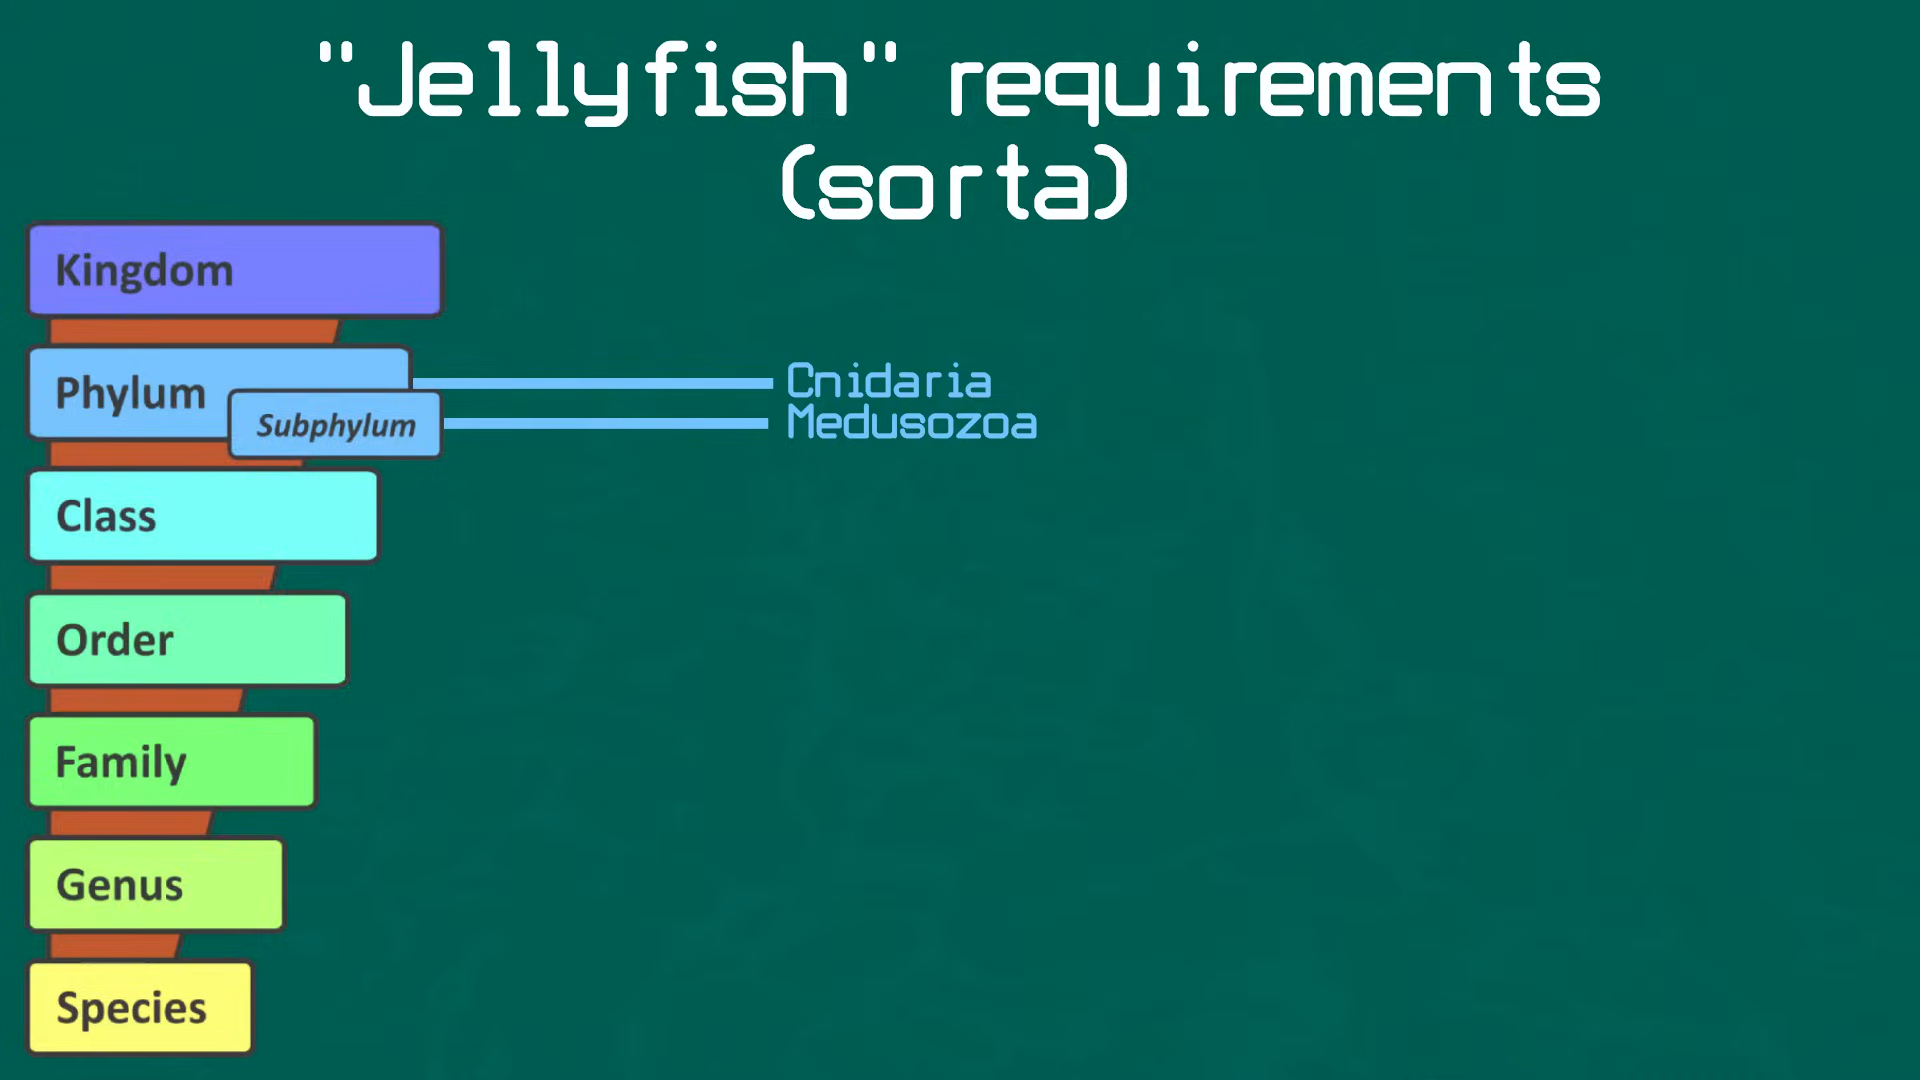 "Jellyfish" requirements
(sorta)
Kingdom
Phylum
Cnidaria
Subphylum
Medusozoa
Class
Order
Family
Genus
Species